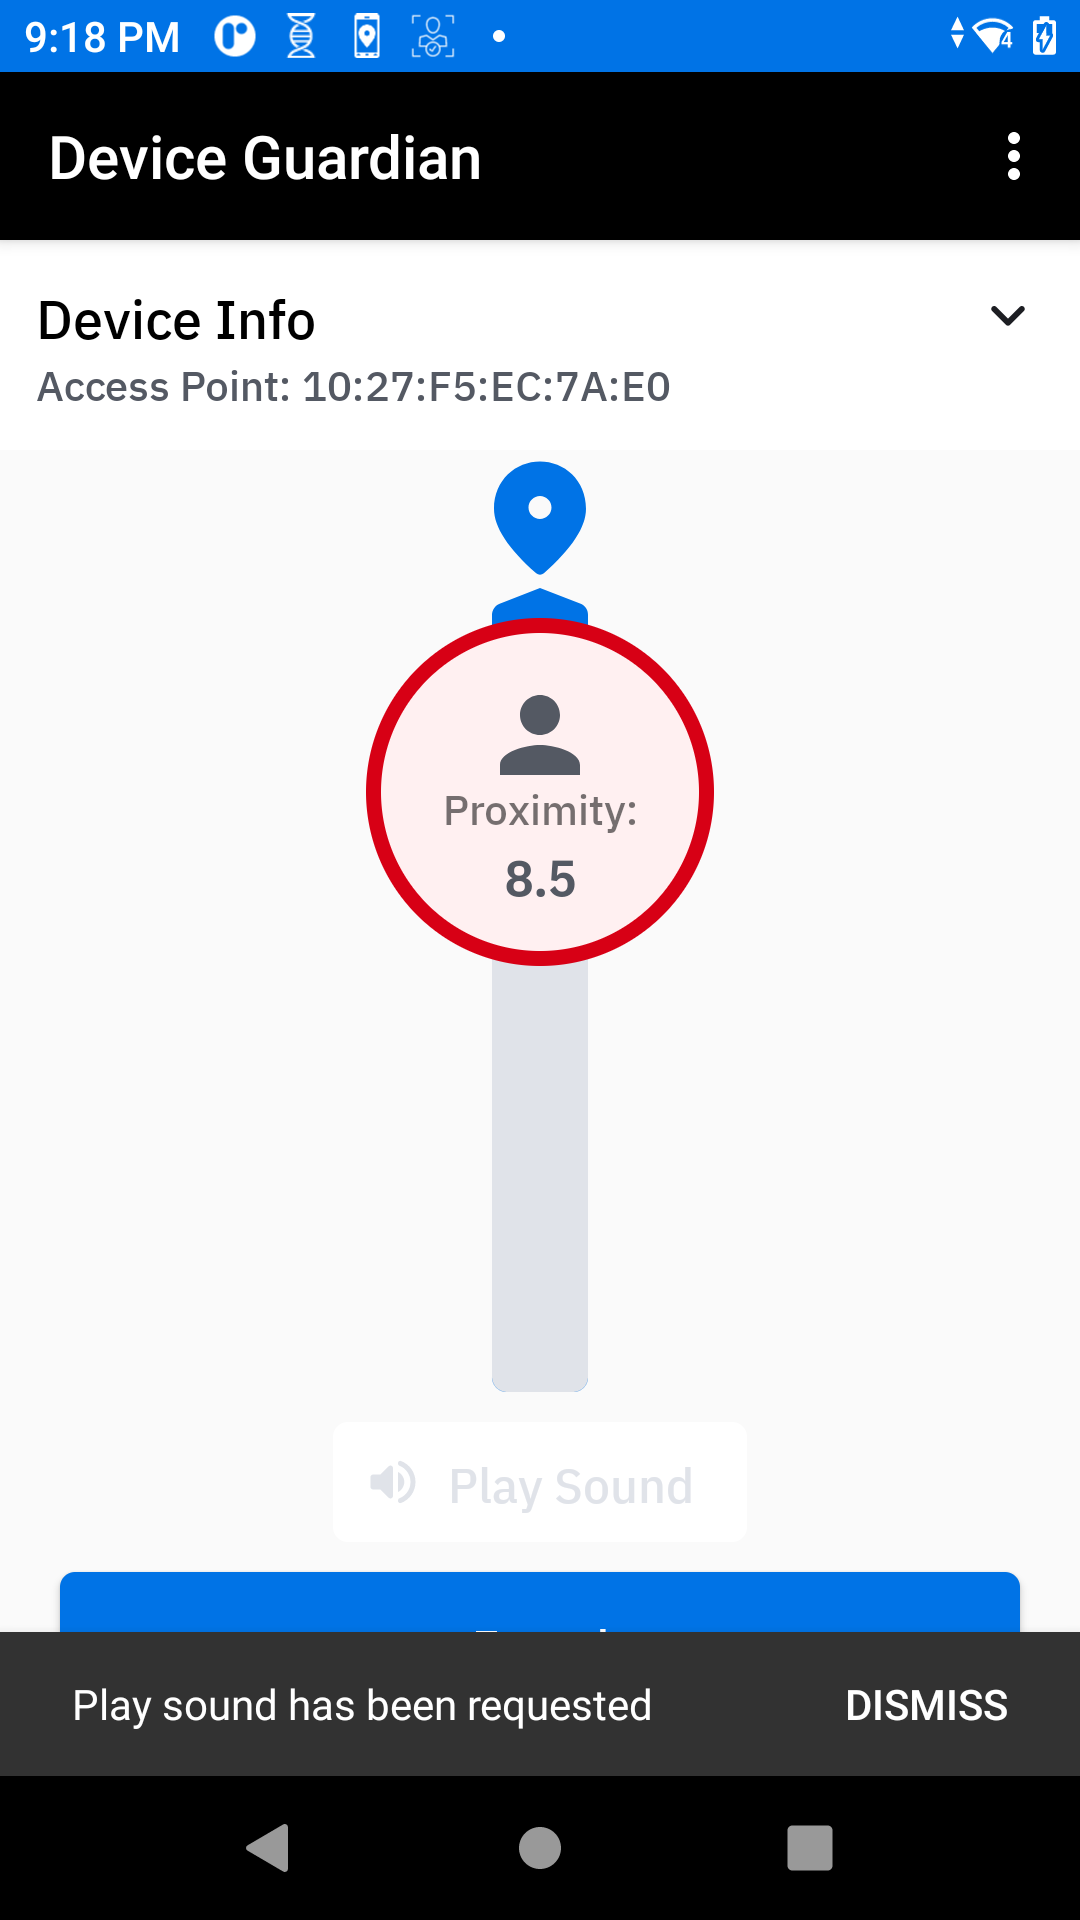 9:18 PM
4
Device Guardian
Device Info
Access Point: 10:27:F5:EC:7A:E0
Proximity:
8.5
Play Sound
Play sound has been requested
DISMISS